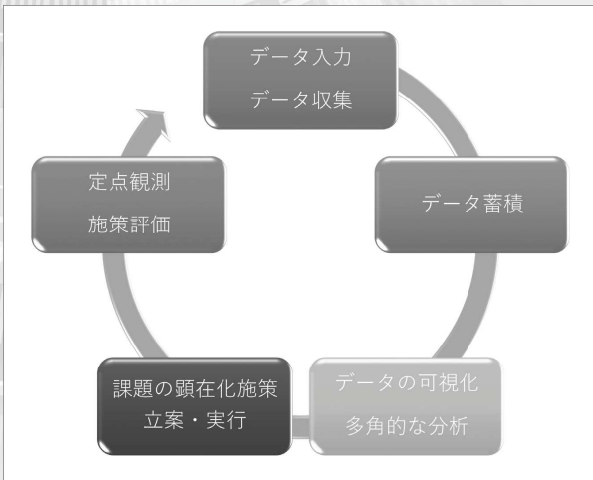 データ入力
データ収集
データ蓄積
データの可視化
多角的な分析
課題の顕在化施策
立案・実行
定点観測
施策評価